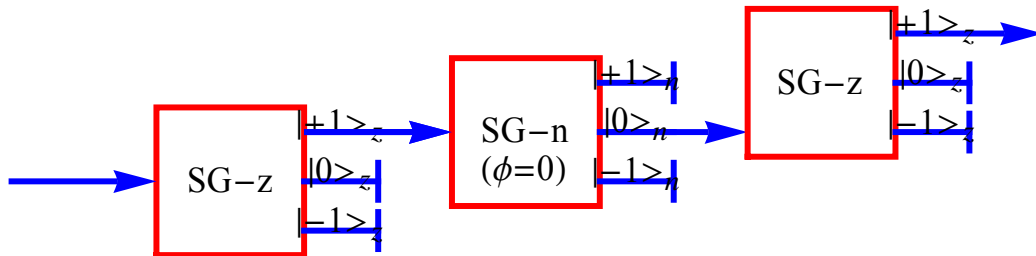 SG−z
|+1>z
|0>z
|−1>z
SG−n
(ϕ=0)
|+1>n
|0>n
|−1>n
SG−z
|+1>z
|0>z
|−1>z